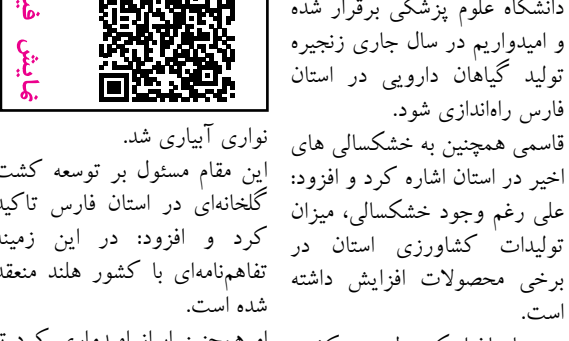 دانشگاه علوم پزشکی برقرار شده
و امیدواریم در سال جاری زنجیره
تولید گیاهان دارویی در استان
فارس راه‌اندازی شود.
قاسمی همچنین به خشکسالی های
اخیر در استان اشاره کرد و افزود:
علی رغم وجود خشکسالی، میزان
تولیدات کشاورزی استان در
برخی محصولات افزایش داشته
است.
نواری آبیاری شد.
این مقام مسئول بر توسعه کشت
گلخانه‌ای در استان فارس تاکید
کرد و افزود: در این زمینه
تفاهم‌نامه‌ای با کشور هلند منعقد
شده است.